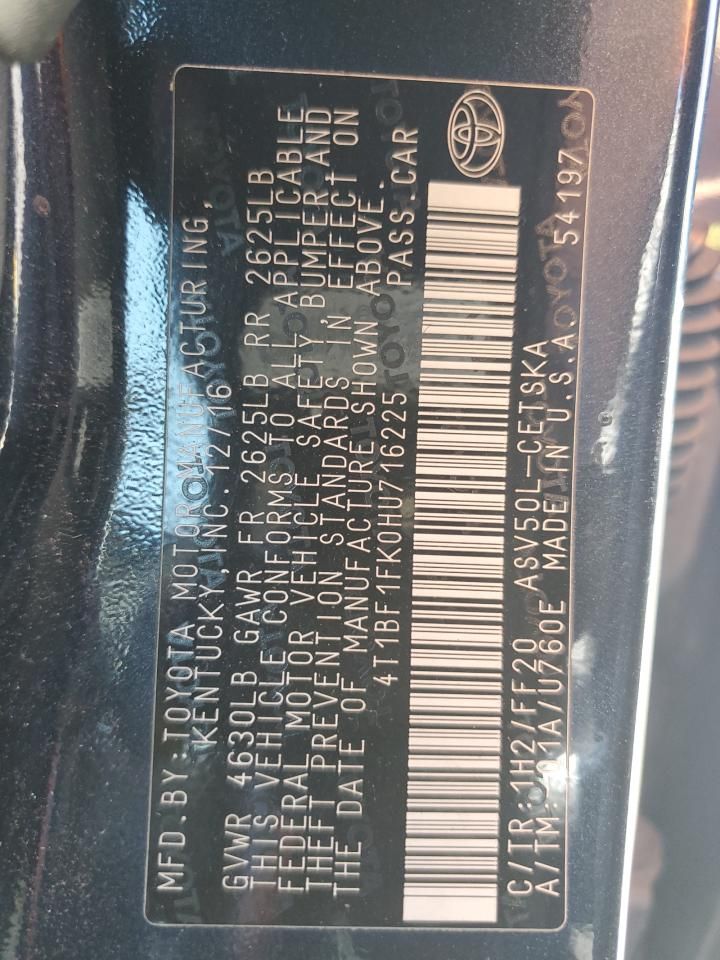 MFD.BY:TOYOTA MOTOR MANUFACTURING,
KENTUCKY,INC.12/16
GVWR 4630LB GAWR FR 2625LB RR 2625LB
THIS VEHICLE CONFORMS TO ALL APPLICABLE
FEDERAL MOTOR VEHICLE SAFETY,BUMPER,AND
THEFT PREVENTION STANDARDS IN EFFECT ON
THE DATE OF MANUFACTURE SHOWN ABOVE.
4T1BF1FK0HU716225 PASS.CAR
C/TR:1H2/FF20 ASV50L-CETSKA
A/TM:-01A/U760E MADE IN U.S.A. 54197